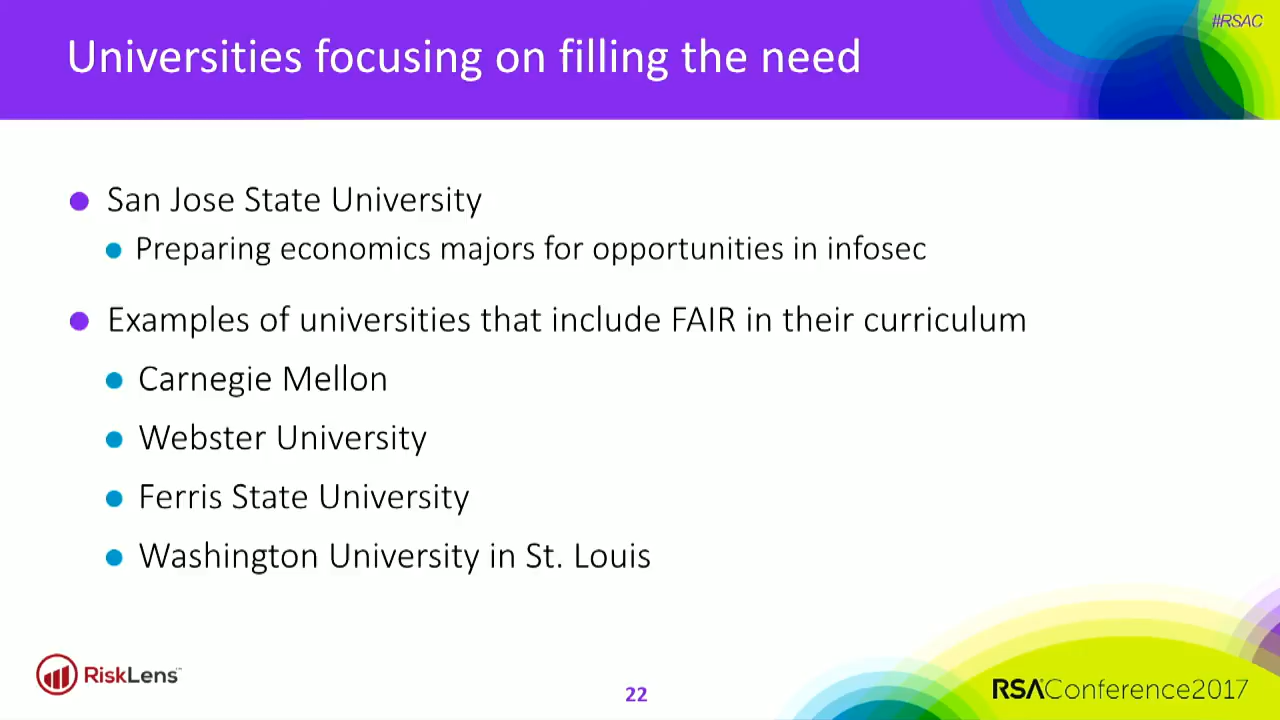 #RSAC
Universities focusing on filling the need
San Jose State University
Preparing economics majors for opportunities in infosec
Examples of universities that include FAIR in their curriculum
Carnegie Mellon
Webster University
Ferris State University
Washington University in St. Louis
RiskLens™
22
RSAConference2017